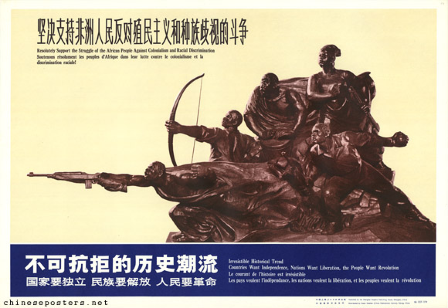 坚决支持非洲人民反对殖民主义和种族歧视的斗争
Resolutely Support the Struggle of the African People Against Colonialism and Racial Discrimination
Soutenons résolument les peuples d'Afrique dans leur lutte contre le colonialisme et la
discrimination raciale!
不可抗拒的历史潮流
国家要独立 民族要解放 人民要革命
Irresistible Historical Trend
Countries Want Independence, Nations Want Liberation, the People Want Revolution
Le courant de l'histoire est irrésistible
Les pays veulent l'indépendance, les nations veulent la libération, et les peuples veulent la révolution
chineseposters.net